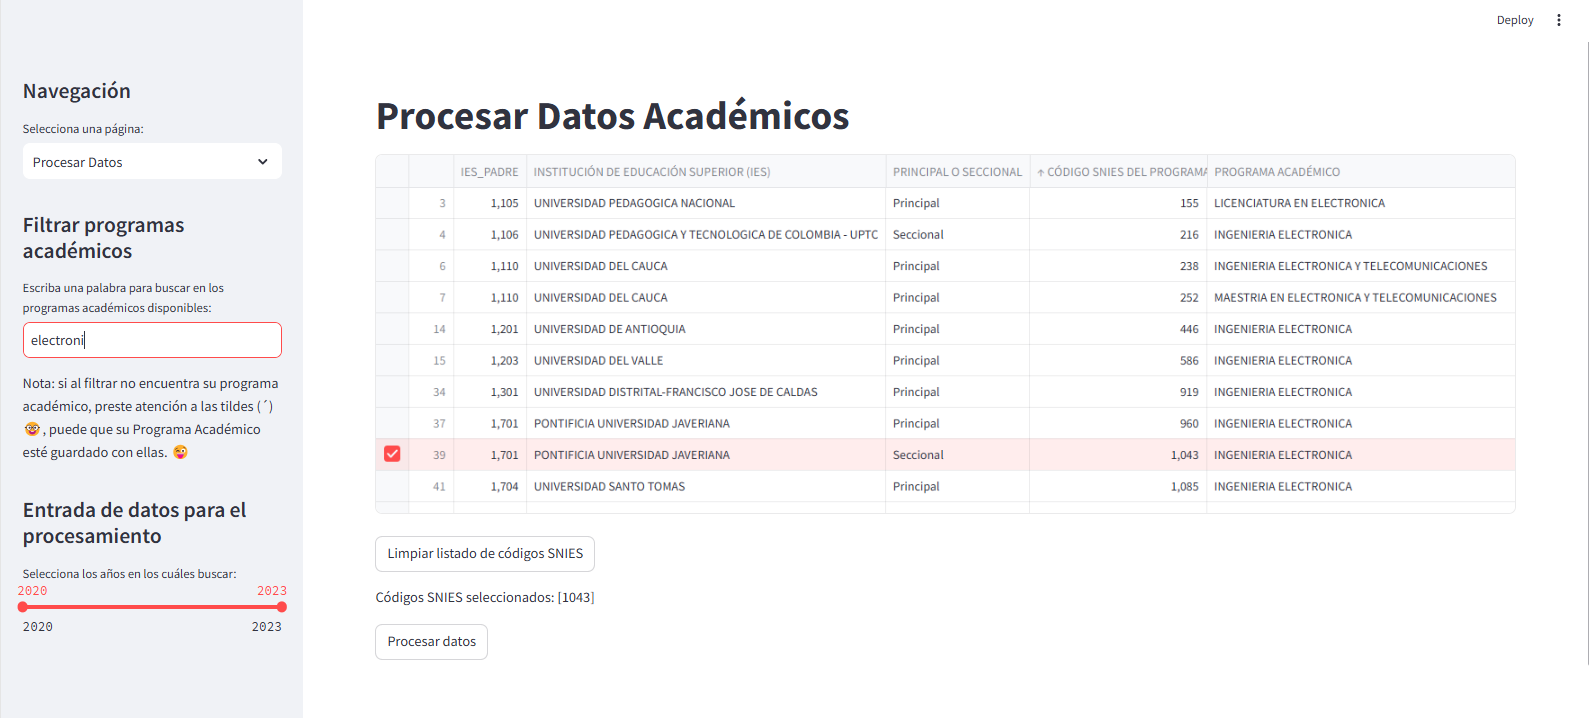 Deploy
Navegación
Selecciona una página:
Procesar Datos
Filtrar programas
académicos
Escriba una palabra para buscar en los
programas académicos disponibles:
electroni
Nota: si al filtrar no encuentra su programa
académico, preste atención a las tildes (´)
🤓, puede que su Programa Académico
esté guardado con ellas. 😜
Entrada de datos para el
procesamiento
Selecciona los años en los cuáles buscar:
2020 2023
2020 2023
Procesar Datos Académicos
IES_PADRE INSTITUCIÓN DE EDUCACIÓN SUPERIOR (IES) PRINCIPAL O SECCIONAL ↑ CÓDIGO SNIES DEL PROGRAMA PROGRAMA ACADÉMICO
3 1,105 UNIVERSIDAD PEDAGOGICA NACIONAL Principal 155 LICENCIATURA EN ELECTRONICA
4 1,106 UNIVERSIDAD PEDAGOGICA Y TECNOLOGICA DE COLOMBIA - UPTC Seccional 216 INGENIERIA ELECTRONICA
6 1,110 UNIVERSIDAD DEL CAUCA Principal 238 INGENIERIA ELECTRONICA Y TELECOMUNICACIONES
7 1,110 UNIVERSIDAD DEL CAUCA Principal 252 MAESTRIA EN ELECTRONICA Y TELECOMUNICACIONES
14 1,201 UNIVERSIDAD DE ANTIOQUIA Principal 446 INGENIERIA ELECTRONICA
15 1,203 UNIVERSIDAD DEL VALLE Principal 586 INGENIERIA ELECTRONICA
34 1,301 UNIVERSIDAD DISTRITAL-FRANCISCO JOSE DE CALDAS Principal 919 INGENIERIA ELECTRONICA
37 1,701 PONTIFICIA UNIVERSIDAD JAVERIANA Principal 960 INGENIERIA ELECTRONICA
39 1,701 PONTIFICIA UNIVERSIDAD JAVERIANA Seccional 1,043 INGENIERIA ELECTRONICA
41 1,704 UNIVERSIDAD SANTO TOMAS Principal 1,085 INGENIERIA ELECTRONICA
Limpiar listado de códigos SNIES
Códigos SNIES seleccionados: [1043]
Procesar datos